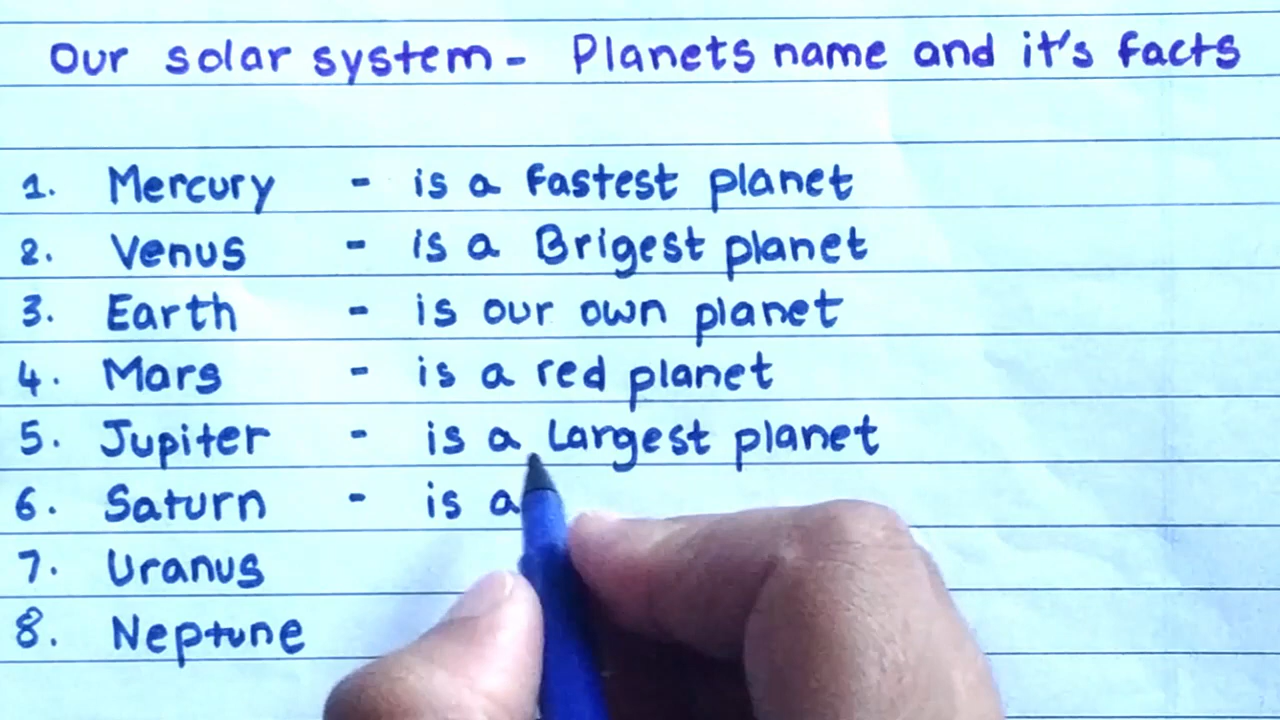 Our solar system - Planets name and it's facts
1. Mercury - is a fastest planet
2. Venus - is a Brigest planet
3. Earth - is our own planet
4. Mars - is a red planet
5. Jupiter - is a Largest planet
6. Saturn - is a
7. Uranus
8. Neptune